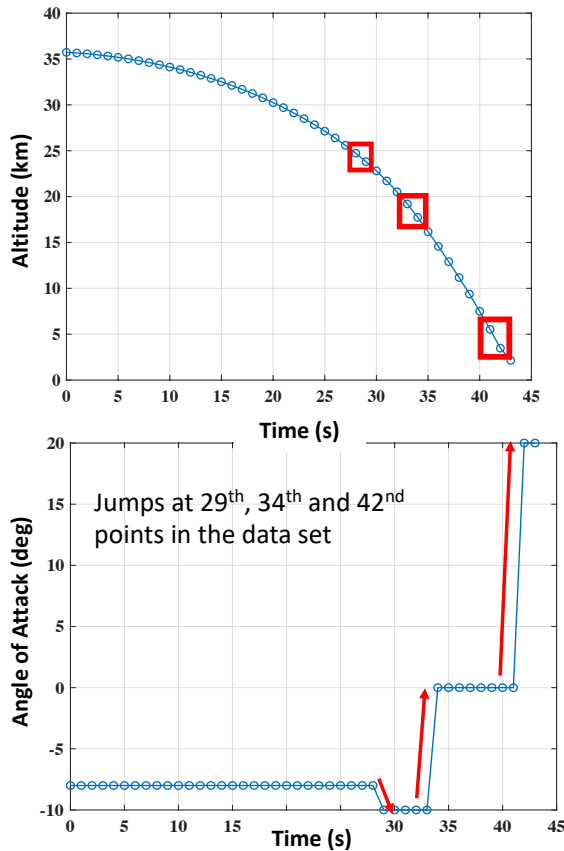 40
35
30
25
20
15
10
5
0
Altitude (km)
0 5 10 15 20 25 30 35 40 45
Time (s)
20
15
10
5
0
-5
-10
Angle of Attack (deg)
Jumps at 29th, 34th and 42nd
points in the data set
0 5 10 15 20 25 30 35 40 45
Time (s)